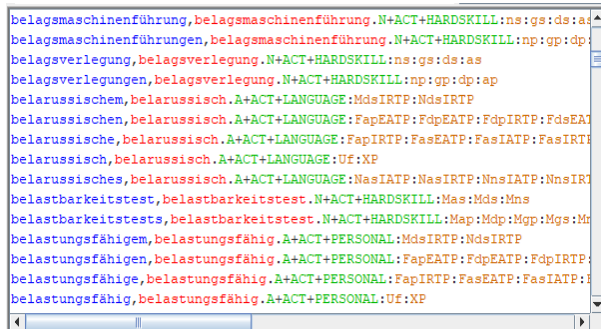 belagsmaschinenführung,belagsmaschinenführung.N+ACT+HARDSKILL:ns:gs:ds:as
belagsmaschinenführungen,belagsmaschinenführung.N+ACT+HARDSKILL:np:gp:dp:
belagsverlegung,belagsverlegung.N+ACT+HARDSKILL:ns:gs:ds:as
belagsverlegungen,belagsverlegung.N+ACT+HARDSKILL:np:gp:dp:ap
belarussischem,belarussisch.A+ACT+LANGUAGE:MdsIRTP:NdsIRTP
belarussischen,belarussisch.A+ACT+LANGUAGE:FapEATP:FdpEATP:FdpIRTP:FdsEAT
belarussische,belarussisch.A+ACT+LANGUAGE:FapIRTP:FasEATP:FasIATP:FasIRTP
belarussisch,belarussisch.A+ACT+LANGUAGE:Uf:XP
belarussisches,belarussisch.A+ACT+LANGUAGE:NasIATP:NasIRTP:NnsIATP:NnsIRT
belastbarkeitstest,belastbarkeitstest.N+ACT+HARDSKILL:Mas:Mds:Mns
belastbarkeitstests,belastbarkeitstest.N+ACT+HARDSKILL:Map:Mdp:Mgp:Mgs:Mn
belastungsfähigem,belastungsfähig.A+ACT+PERSONAL:MdsIRTP:NdsIRTP
belastungsfähigen,belastungsfähig.A+ACT+PERSONAL:FapEATP:FdpEATP:FdpIRTP:
belastungsfähige,belastungsfähig.A+ACT+PERSONAL:FapIRTP:FasEATP:FasIATP:
belastungsfähig,belastungsfähig.A+ACT+PERSONAL:Uf:XP